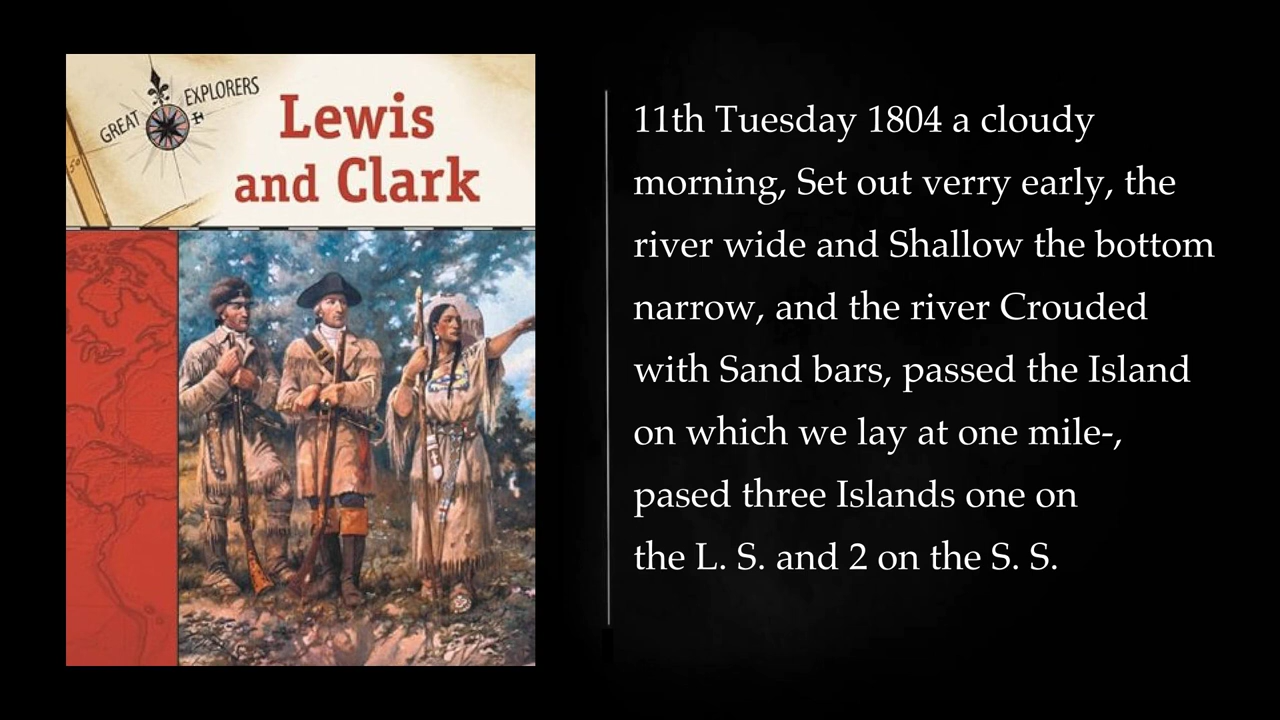 GREAT EXPLORERS
Lewis
and Clark
50
11th Tuesday 1804 a cloudy
morning, Set out verry early, the
river wide and Shallow the bottom
narrow, and the river Crouded
with Sand bars, passed the Island
on which we lay at one mile-,
pased three Islands one on
the L. S. and 2 on the S. S.